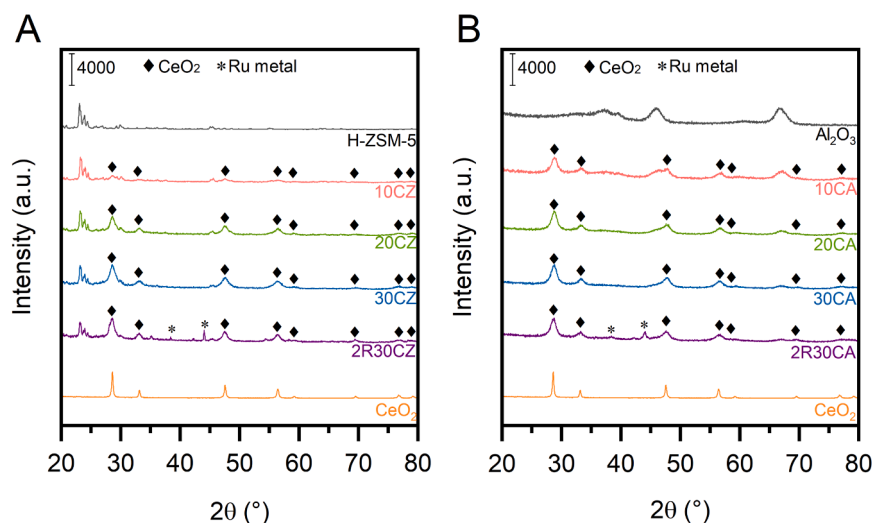 A
4000 ◆ CeO₂ * Ru metal
H-ZSM-5
10CZ
20CZ
30CZ
2R30CZ
CeO₂
Intensity (a.u.)
20 30 40 50 60 70 80
2θ (°)
B
4000 ◆ CeO₂ * Ru metal
Al₂O₃
10CA
20CA
30CA
2R30CA
CeO₂
Intensity (a.u.)
20 30 40 50 60 70 80
2θ (°)